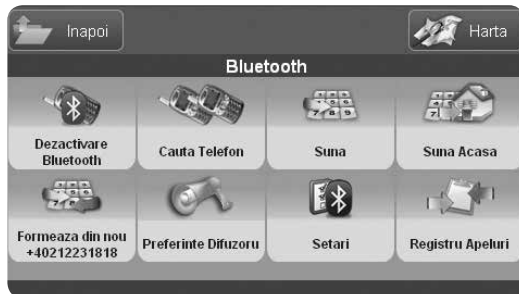 Inapoi
Harta
Bluetooth
Dezactivare
Bluetooth
Cauta Telefon
Suna
Suna Acasa
Formeaza din nou
+40212231818
Preferinte Difuzoru
Setari
Registru Apeluri